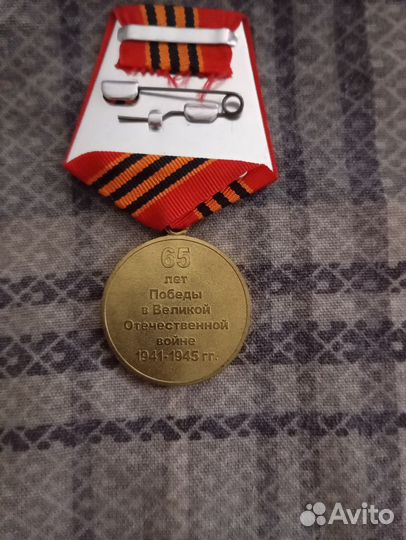 65
лет
Победы
в Великой
Отечественной
войне
1941-1945 гг.
Avito